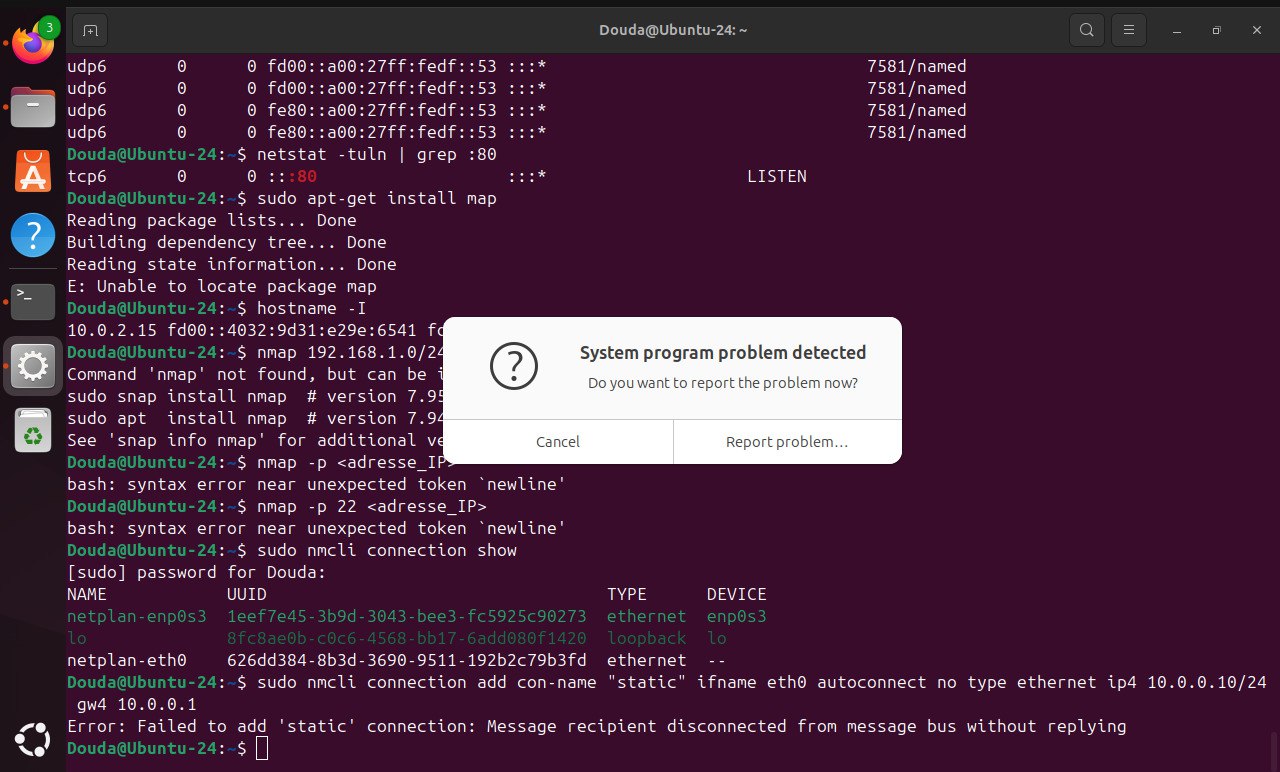 3
Douda@Ubuntu-24: ~
udp6       0      0 fd00::a00:27ff:fedf::53 :::*                                7581/named
udp6       0      0 fd00::a00:27ff:fedf::53 :::*                                7581/named
udp6       0      0 fe80::a00:27ff:fedf::53 :::*                                7581/named
udp6       0      0 fe80::a00:27ff:fedf::53 :::*                                7581/named
Douda@Ubuntu-24:~$ netstat -tuln | grep :80
tcp6       0      0 :::80                   :::*                    LISTEN
Douda@Ubuntu-24:~$ sudo apt-get install map
Reading package lists... Done
Building dependency tree... Done
Reading state information... Done
E: Unable to locate package map
Douda@Ubuntu-24:~$ hostname -I
10.0.2.15 fd00::4032:9d31:e29e:6541
Douda@Ubuntu-24:~$ nmap 192.168.1.0/24
Command 'nmap' not found, but can be
sudo snap install nmap  # version 7.95
sudo apt  install nmap  # version 7.94
See 'snap info nmap' for additional
Douda@Ubuntu-24:~$ nmap -p <adresse_IP>
bash: syntax error near unexpected token `newline'
Douda@Ubuntu-24:~$ nmap -p 22 <adresse_IP>
bash: syntax error near unexpected token `newline'
Douda@Ubuntu-24:~$ sudo nmcli connection show
[sudo] password for Douda:
NAME            UUID                                  TYPE      DEVICE
netplan-enp0s3  1eef7e45-3b9d-3043-bee3-fc5925c90273  ethernet  enp0s3
lo              8fc8ae0b-c0c6-4568-bb17-6add080f1420  loopback  lo
netplan-eth0    626dd384-8b3d-3690-9511-192b2c79b3fd  ethernet  --
Douda@Ubuntu-24:~$ sudo nmcli connection add con-name "static" ifname eth0 autoconnect no type ethernet ip4 10.0.0.10/24
 gw4 10.0.0.1
Error: Failed to add 'static' connection: Message recipient disconnected from message bus without replying
Douda@Ubuntu-24:~$
System program problem detected
Do you want to report the problem now?
Cancel
Report problem…